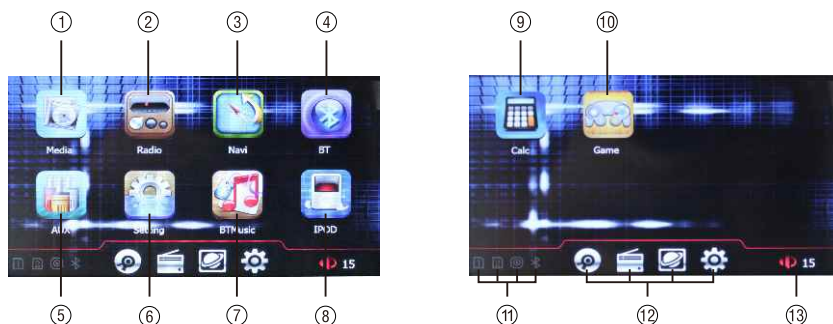 ① ② ③ ④ ⑨ ⑩
Media Radio Navi BT Calc Game
AUX Setting BTMusic IPOD
15 15
⑤ ⑥ ⑦ ⑧ ⑪ ⑫ ⑬